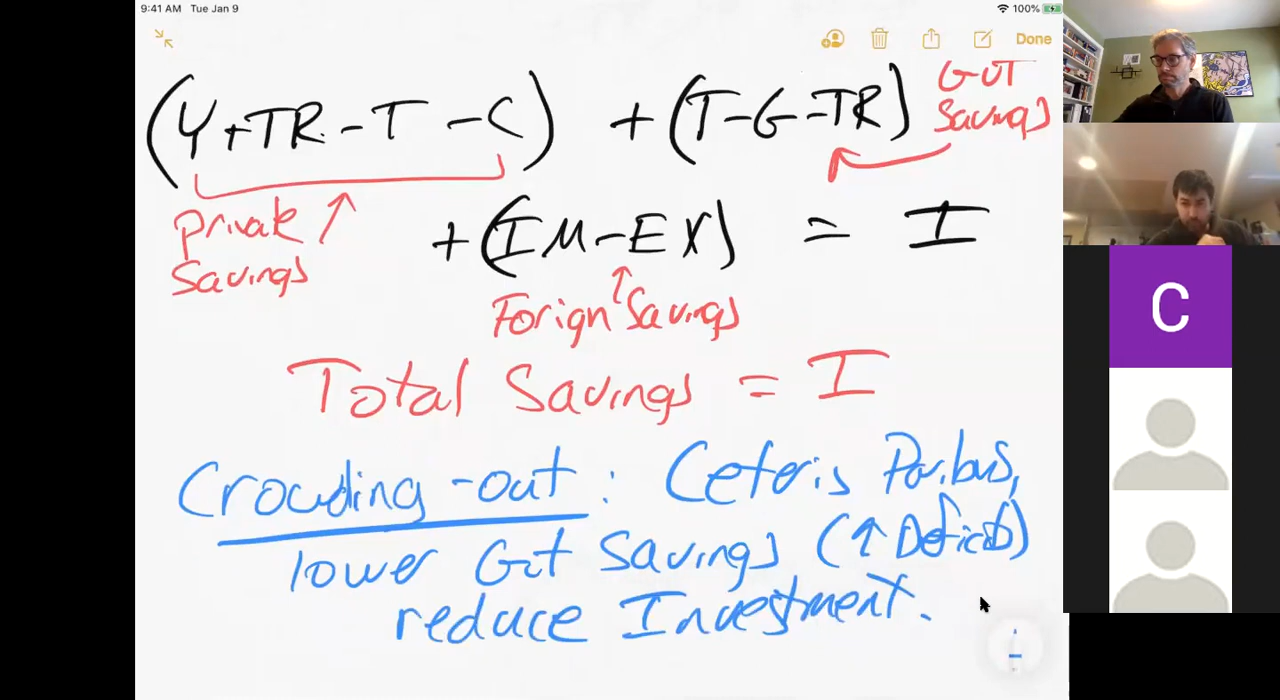 9:41 AM Tue Jan 9
100%
Done
(Y+TR-T-C) +(T-G-TR)
Gvt
Savings
Private
Savings
+(IM-EX) = I
Forign Savings
Total Savings = I
Crowding-out: Ceteris Paribus,
lower Gvt Savings (↑ Deficits)
reduce Investment.
C